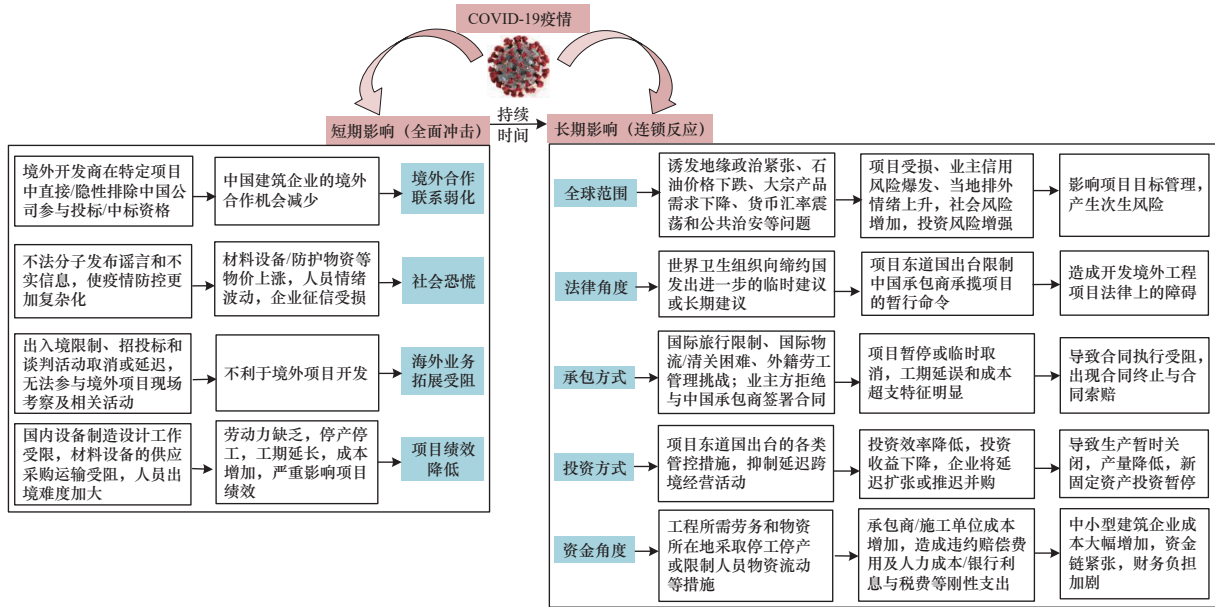 COVID-19疫情
短期影响（全面冲击）
持续
时间
长期影响（连锁反应）
境外开发商在特定项目
中直接/隐性排除中国公
司参与投标/中标资格
中国建筑企业的境外
合作机会减少
境外合作
联系弱化
不法分子发布谣言和不
实信息，使疫情防控更
加复杂化
材料设备/防护物资等
物价上涨，人员情绪
波动，企业征信受损
社会恐慌
出入境限制、招投标和
谈判活动取消或延迟，
无法参与境外项目现场
考察及相关活动
不利于境外项目开发
海外业务
拓展受阻
国内设备制造设计工作
受限，材料设备的供应
采购运输受阻，人员出
境难度加大
劳动力缺乏，停产停
工，工期延长，成本
增加，严重影响项目
绩效
项目绩效
降低
全球范围
诱发地缘政治紧张、石
油价格下跌、大宗产品
需求下降、货币汇率震
荡和公共治安等问题
项目受损、业主信用
风险爆发、当地排外
情绪上升，社会风险
增加，投资风险增强
影响项目目标管理，
产生次生风险
法律角度
世界卫生组织向缔约国
发出进一步的临时建议
或长期建议
项目东道国出台限制
中国承包商承揽项目
的暂行命令
造成开发境外工程
项目法律上的障碍
承包方式
国际旅行限制、国际物
流/清关困难、外籍劳工
管理挑战；业主方拒绝
与中国承包商签署合同
项目暂停或临时取
消，工期延误和成本
超支特征明显
导致合同执行受阻，
出现合同终止与合
同索赔
投资方式
项目东道国出台的各类
管控措施，抑制延迟跨
境经营活动
投资效率降低，投资
收益下降，企业将延
迟扩张或推迟并购
导致生产暂时关
闭，产量降低，新
固定资产投资暂停
资金角度
工程所需劳务和物资
所在地采取停工停产
或限制人员物资流动
等措施
承包商/施工单位成本
增加，造成违约赔偿费
用及人力成本/银行利
息与税费等刚性支出
中小型建筑企业成
本大幅增加，资金
链紧张，财务负担
加剧